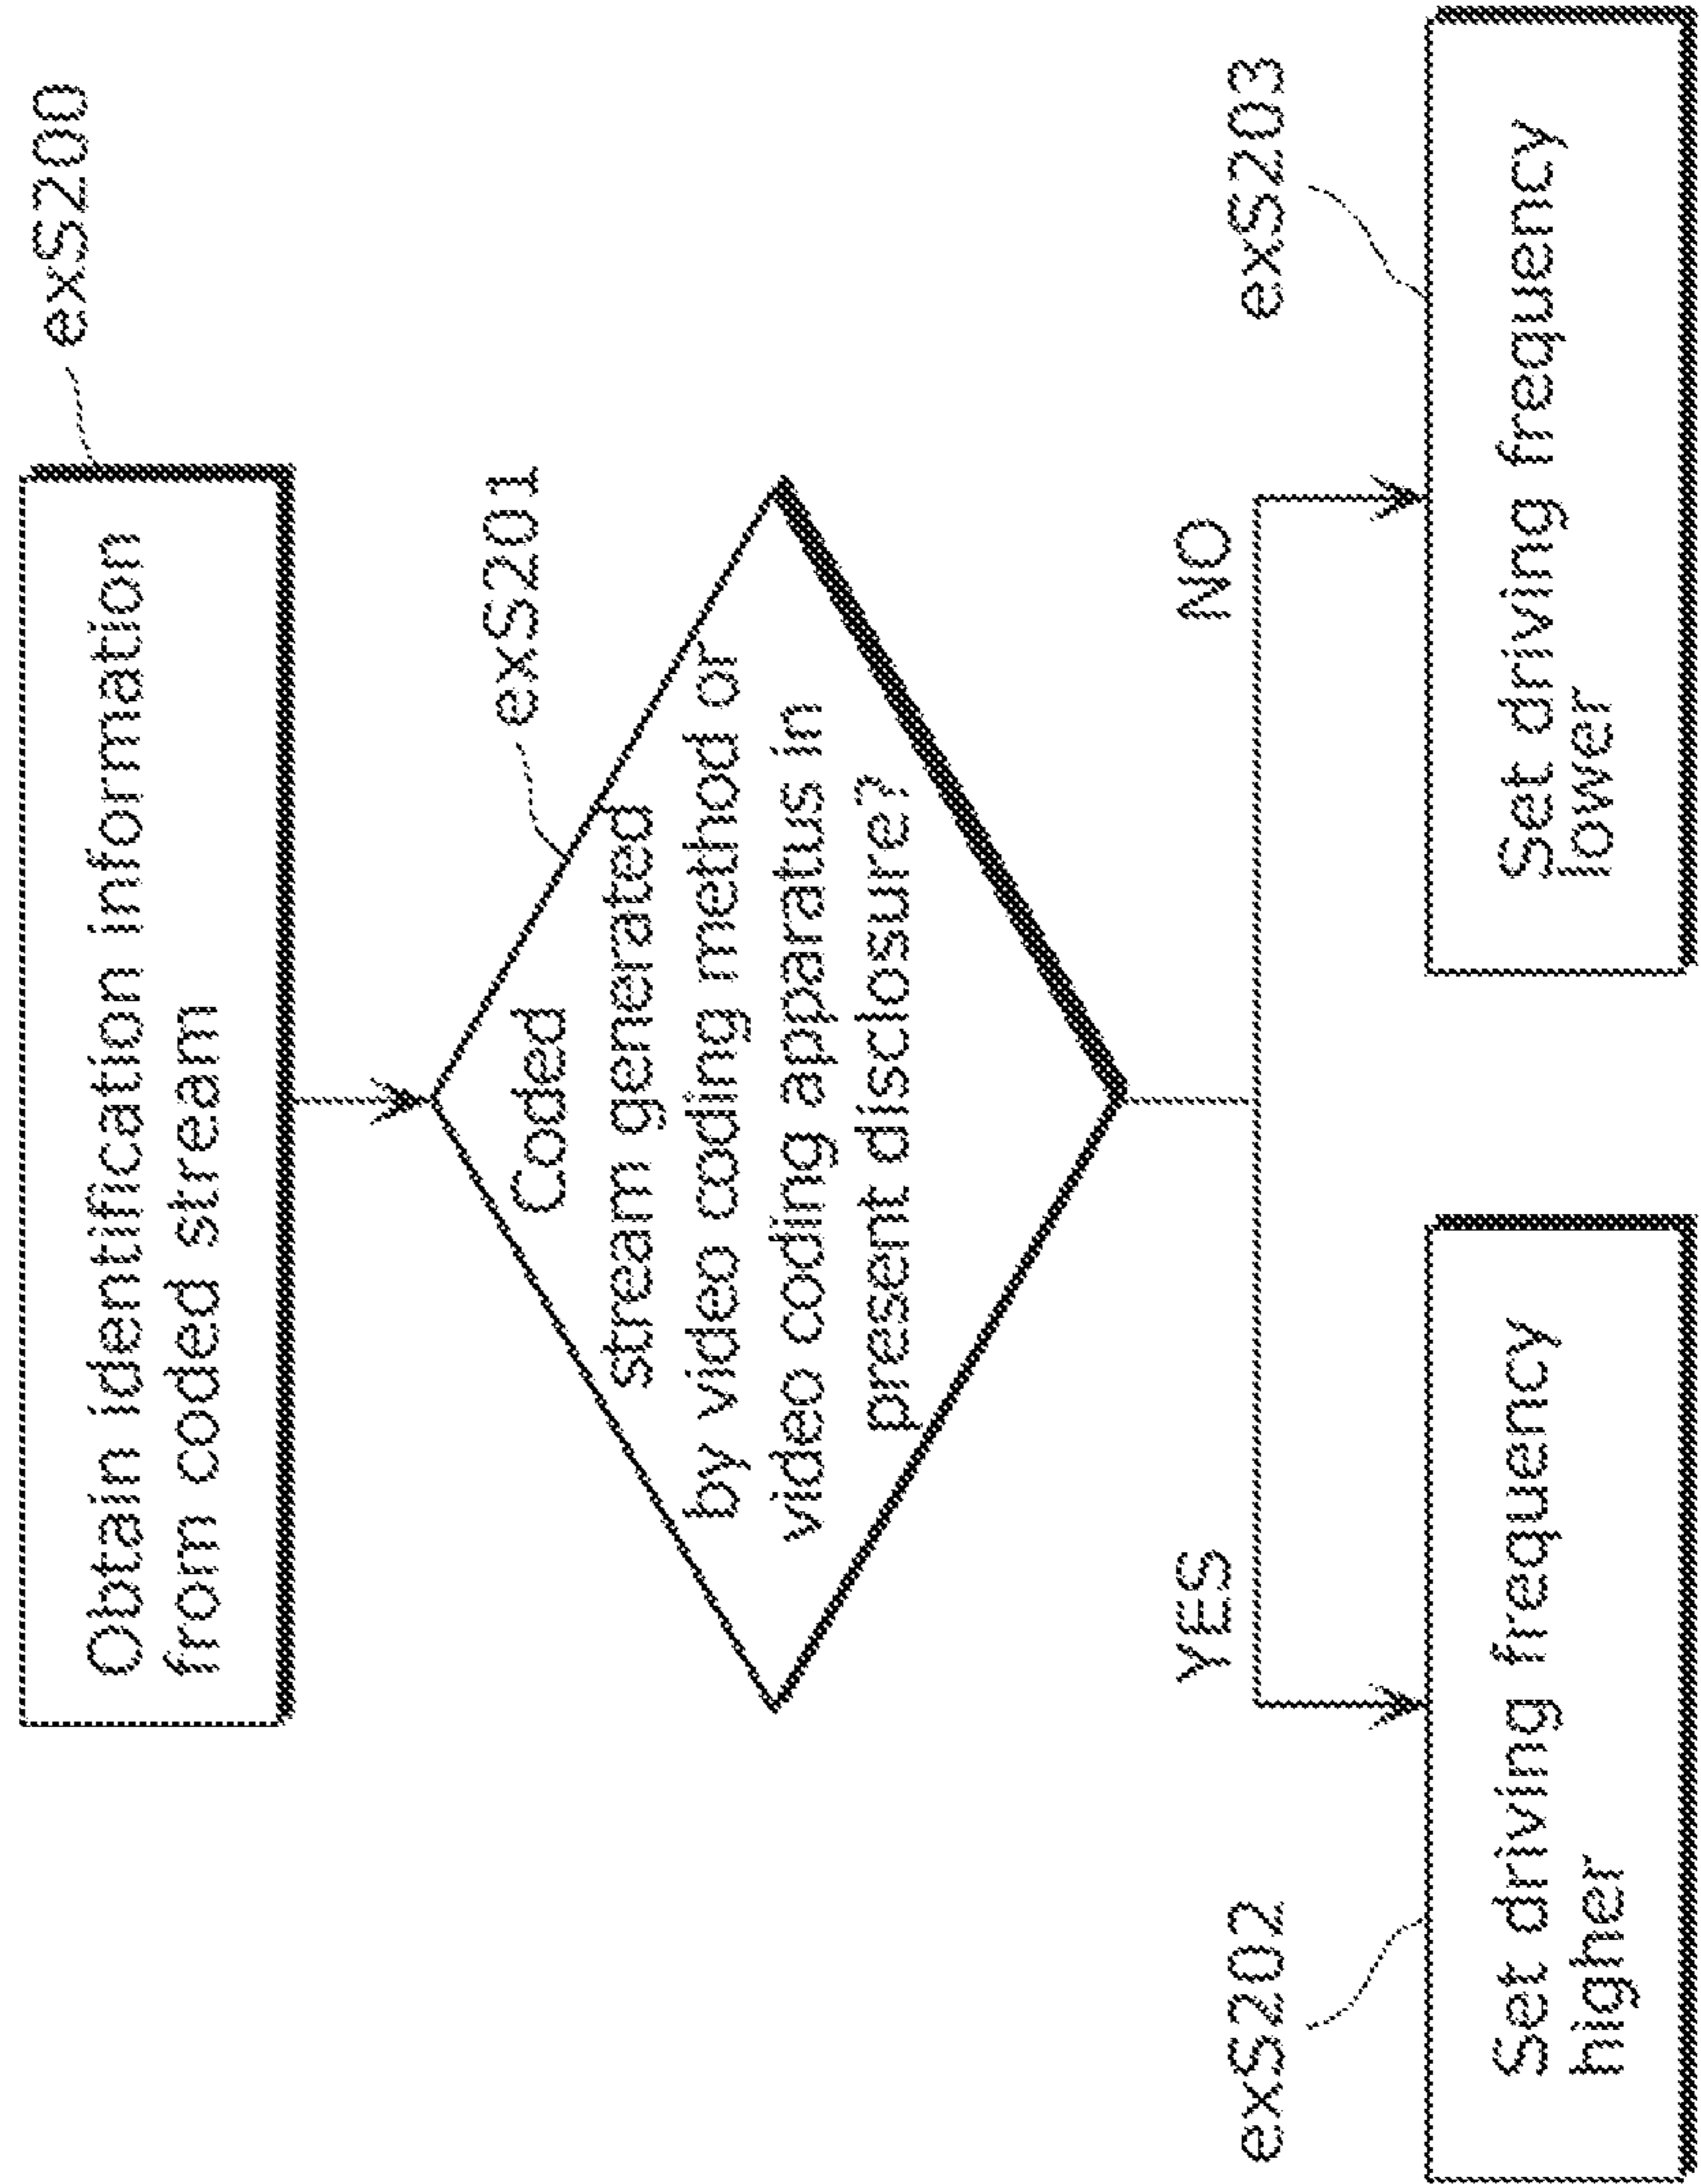 exS200
Obtain identification information
from coded stream
exS201
Coded
stream generated
by video coding method or
video coding apparatus in
present disclosure?
YES
NO
exS202
Set driving frequency
higher
exS203
Set driving frequency
lower